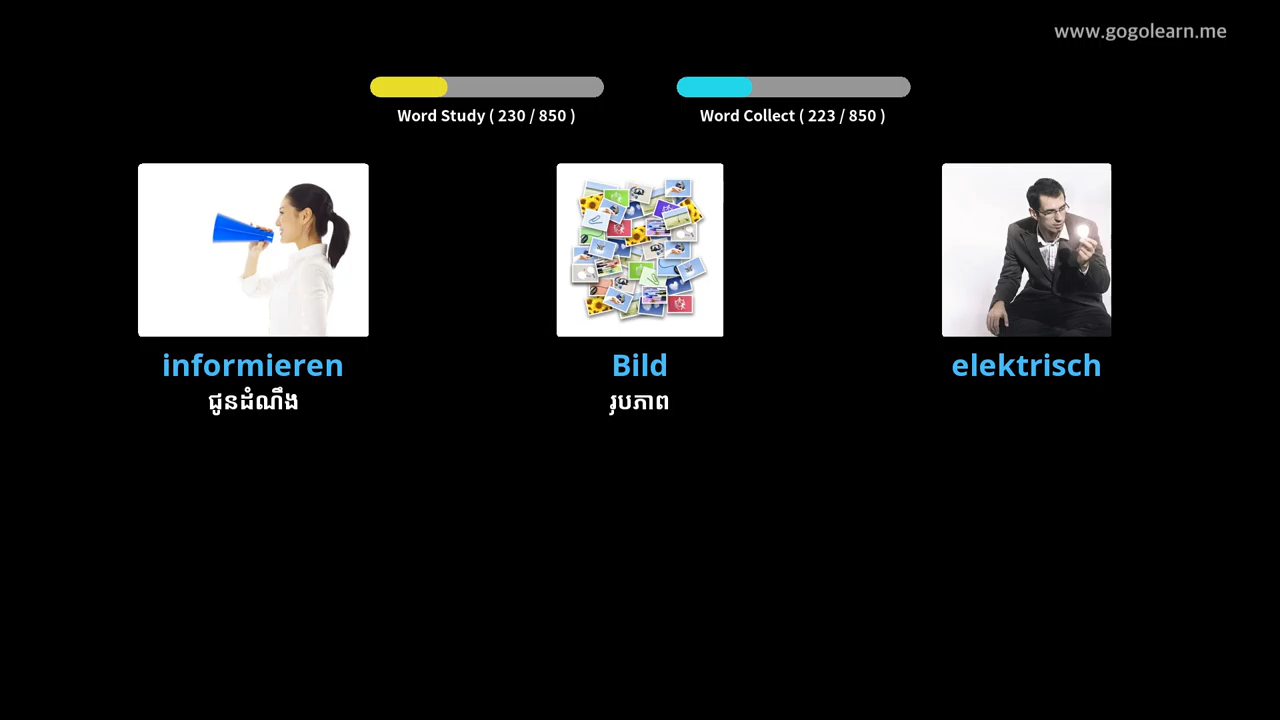 www.gogolearn.me
Word Study ( 230 / 850 )
Word Collect ( 223 / 850 )
informieren
Bild
elektrisch
ជូនដំណឹង
រូបភាព